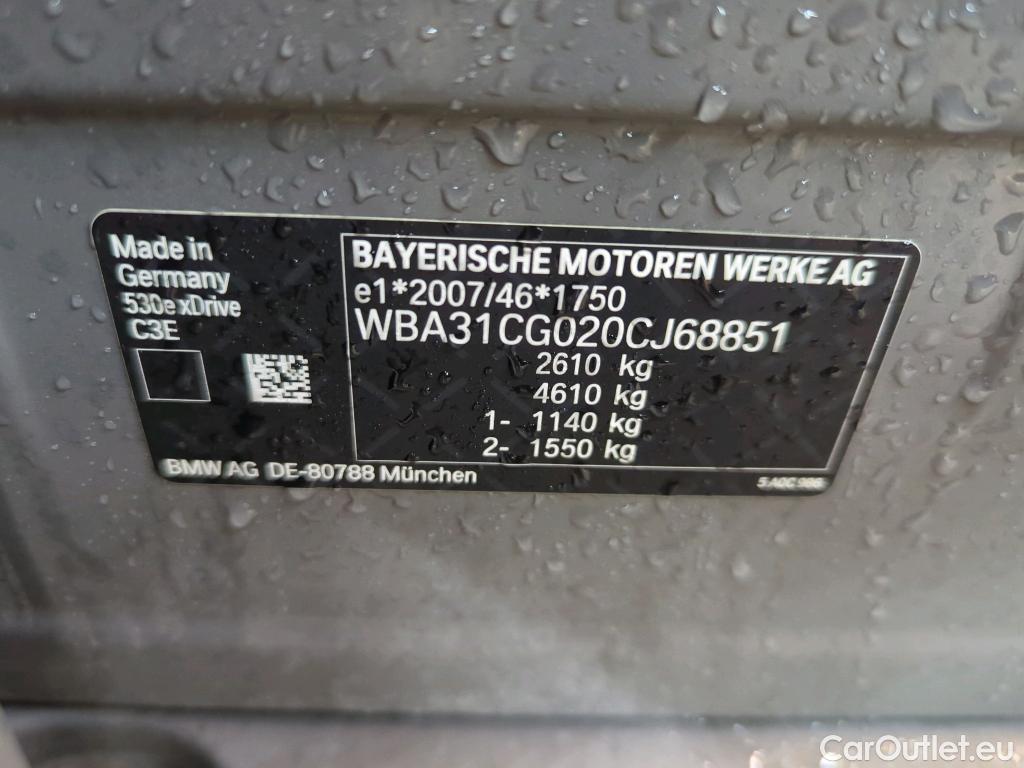 Made in
Germany
530e xDrive
C3E
BAYERISCHE MOTOREN WERKE AG
e1*2007/46*1750
WBA31CG020CJ68851
2610 kg
4610 kg
1- 1140 kg
2- 1550 kg
BMW AG DE-80788 München
CarOutlet.eu